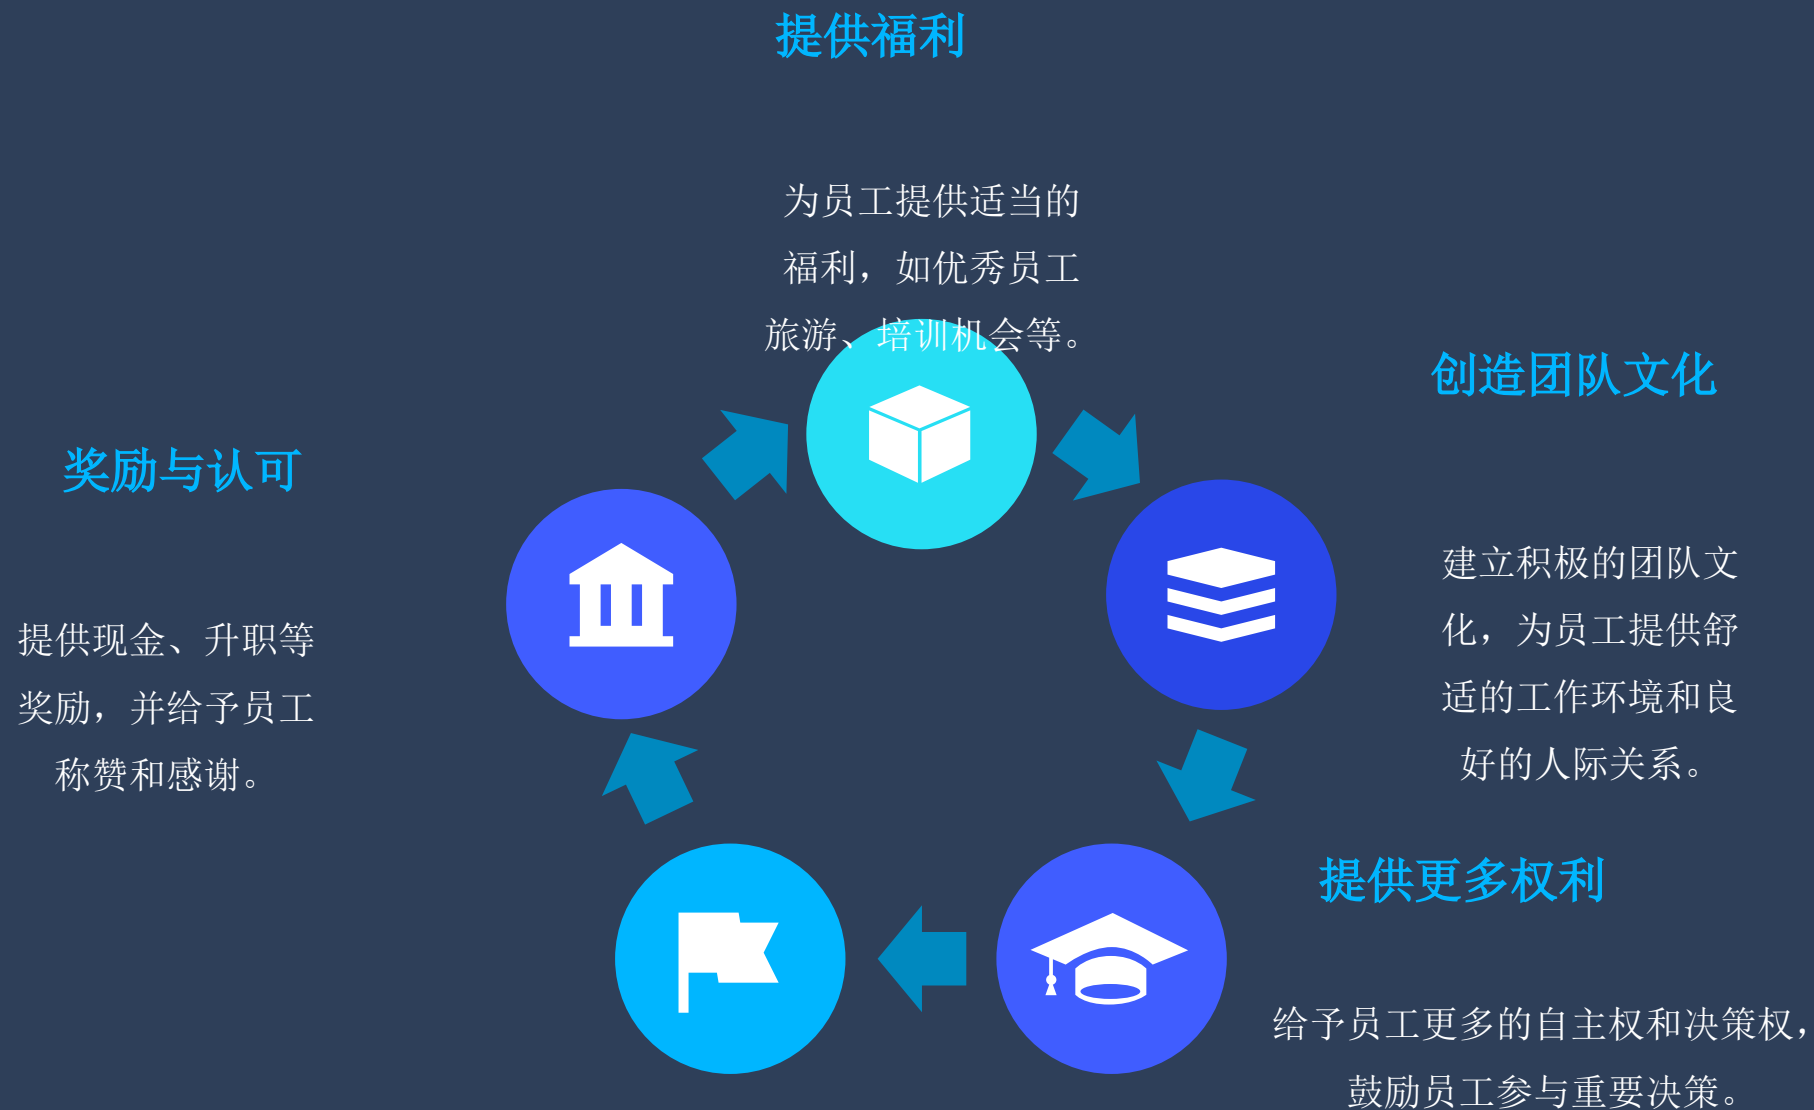 提供福利
为员工提供适当的
福利，如优秀员工
旅游、培训机会等。
创造团队文化
建立积极的团队文
化，为员工提供舒
适的工作环境和良
好的人际关系。
提供更多权利
给予员工更多的自主权和决策权，
鼓励员工参与重要决策。
奖励与认可
提供现金、升职等
奖励，并给予员工
称赞和感谢。